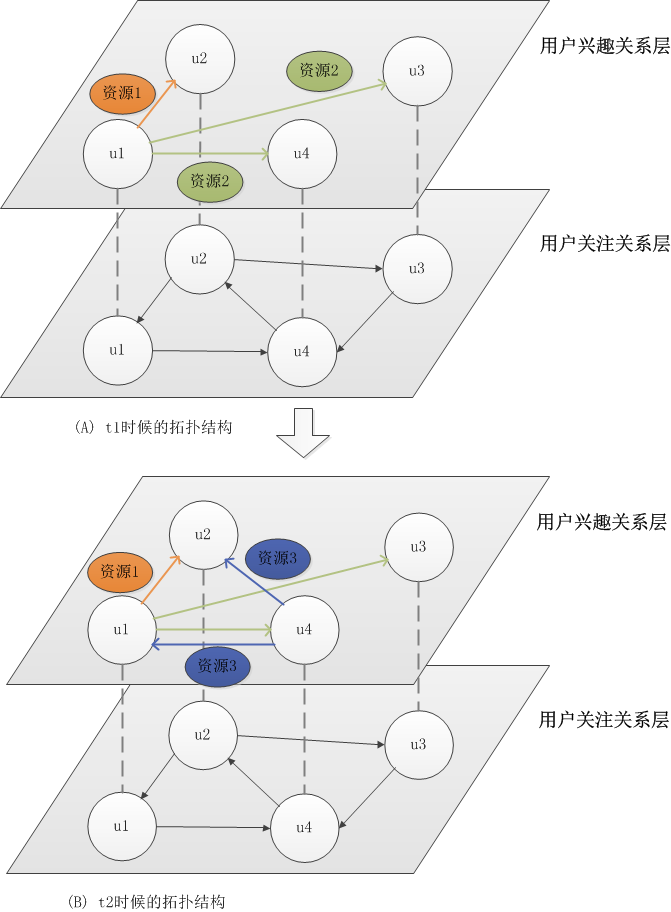 用户兴趣关系层
u2
资源2
u3
资源1
u1
u4
资源2
用户关注关系层
u2
u3
u1
u4
(A) t1时候的拓扑结构
用户兴趣关系层
u2
u3
资源3
资源1
u1
u4
资源3
用户关注关系层
u2
u3
u1
u4
(B) t2时候的拓扑结构